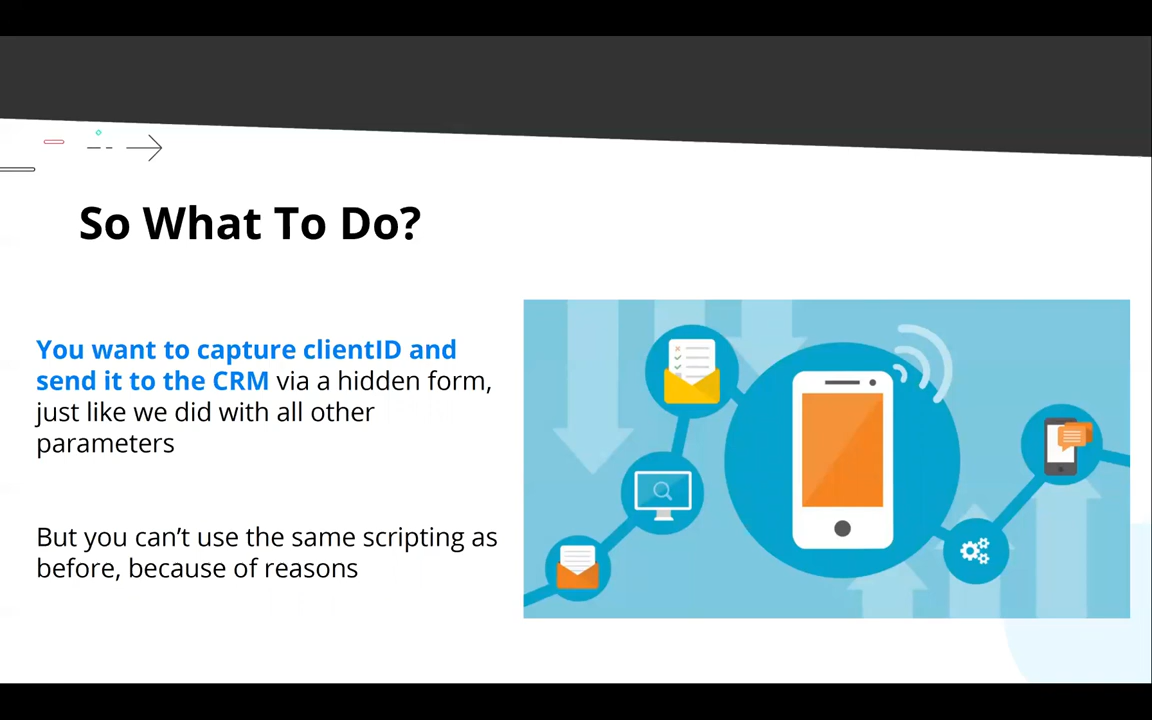 So What To Do?
You want to capture clientID and
send it to the CRM via a hidden form,
just like we did with all other
parameters
But you can’t use the same scripting as
before, because of reasons